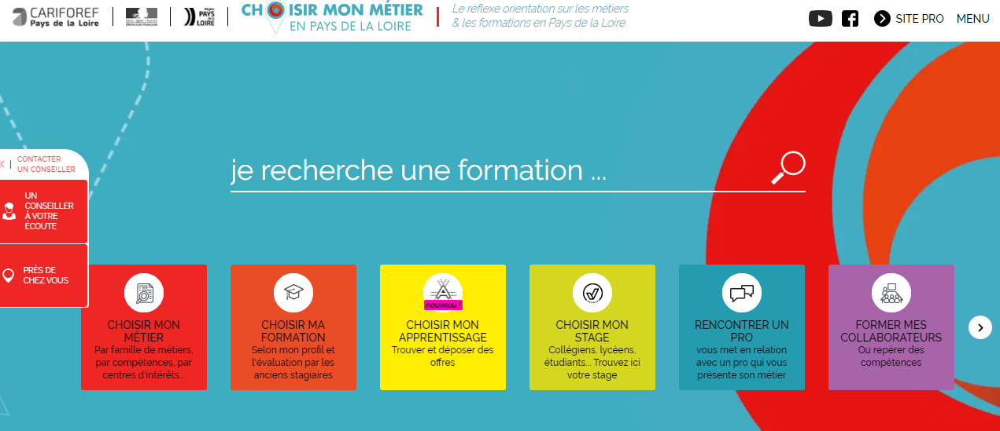 CARIFOREF
Pays de la Loire
RÉPUBLIQUE FRANÇAISE
Région
PAYS
de la
LOIRE
CHOISIR MON MÉTIER
EN PAYS DE LA LOIRE
Le réflexe orientation sur les métiers
& les formations en Pays de la Loire.
SITE PRO
MENU
je recherche une formation ...
CONTACTER
UN CONSEILLER
UN
CONSEILLER
À VOTRE
ÉCOUTE
PRÈS DE
CHEZ VOUS
CHOISIR MON
MÉTIER
Par famille de métiers,
par compétences, par
centres d'intérêts...
CHOISIR MA
FORMATION
Selon mon profil et
l'évaluation par les
anciens stagiaires
nouveau !
CHOISIR MON
APPRENTISSAGE
Trouver et déposer des
offres
CHOISIR MON
STAGE
Collégiens, lycéens,
étudiants... Trouvez ici
votre stage
RENCONTRER UN
PRO
vous met en relation
avec un pro qui vous
présente son métier
FORMER MES
COLLABORATEURS
Ou repérer des
compétences